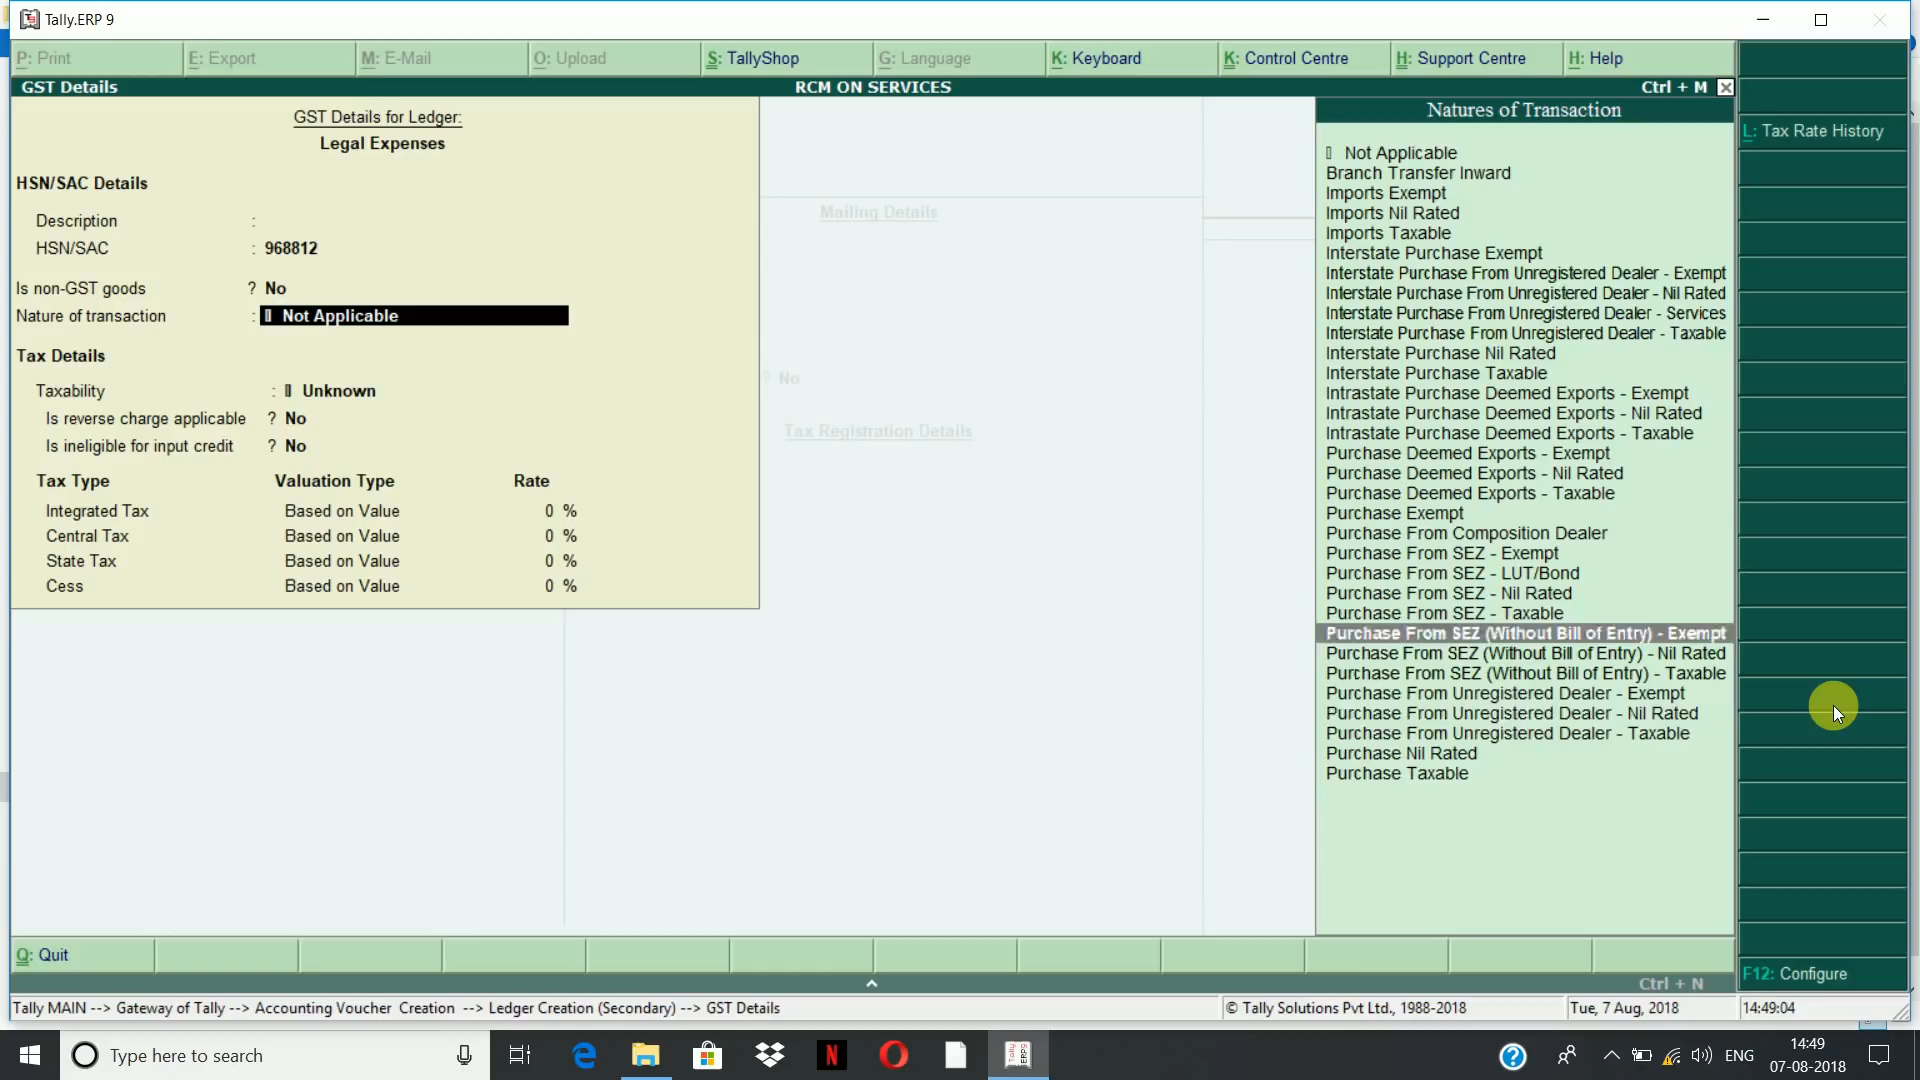 Tally.ERP 9
P: Print
E: Export
M: E-Mail
O: Upload
S: TallyShop
G: Language
K: Keyboard
K: Control Centre
H: Support Centre
H: Help
GST Details
RCM ON SERVICES
Ctrl + M
GST Details for Ledger:
Legal Expenses
HSN/SAC Details
Description :
HSN/SAC : 968812
Is non-GST goods ? No
Nature of transaction : Not Applicable
Tax Details
Taxability : Unknown
Is reverse charge applicable ? No
Is ineligible for input credit ? No
Tax Type Valuation Type Rate
Integrated Tax Based on Value 0 %
Central Tax Based on Value 0 %
State Tax Based on Value 0 %
Cess Based on Value 0 %
Mailing Details
? No
Tax Registration Details
Natures of Transaction
Not Applicable
Branch Transfer Inward
Imports Exempt
Imports Nil Rated
Imports Taxable
Interstate Purchase Exempt
Interstate Purchase From Unregistered Dealer - Exempt
Interstate Purchase From Unregistered Dealer - Nil Rated
Interstate Purchase From Unregistered Dealer - Services
Interstate Purchase From Unregistered Dealer - Taxable
Interstate Purchase Nil Rated
Interstate Purchase Taxable
Intrastate Purchase Deemed Exports - Exempt
Intrastate Purchase Deemed Exports - Nil Rated
Intrastate Purchase Deemed Exports - Taxable
Purchase Deemed Exports - Exempt
Purchase Deemed Exports - Nil Rated
Purchase Deemed Exports - Taxable
Purchase Exempt
Purchase From Composition Dealer
Purchase From SEZ - Exempt
Purchase From SEZ - LUT/Bond
Purchase From SEZ - Nil Rated
Purchase From SEZ - Taxable
Purchase From SEZ (Without Bill of Entry) - Exempt
Purchase From SEZ (Without Bill of Entry) - Nil Rated
Purchase From SEZ (Without Bill of Entry) - Taxable
Purchase From Unregistered Dealer - Exempt
Purchase From Unregistered Dealer - Nil Rated
Purchase From Unregistered Dealer - Taxable
Purchase Nil Rated
Purchase Taxable
L: Tax Rate History
F12: Configure
Q: Quit
Ctrl + N
Tally MAIN --> Gateway of Tally --> Accounting Voucher Creation --> Ledger Creation (Secondary) --> GST Details
© Tally Solutions Pvt Ltd., 1988-2018
Tue, 7 Aug, 2018
14:49:04
Type here to search
ENG
14:49
07-08-2018